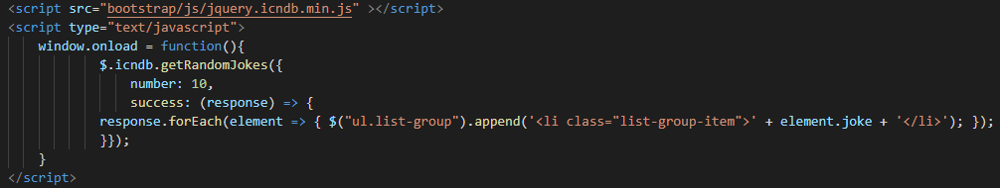 <script src="bootstrap/js/jquery.icndb.min.js" ></script>
<script type="text/javascript">
    window.onload = function(){
            $.icndb.getRandomJokes({
                number: 10,
                success: (response) => {
            response.forEach(element => { $("ul.list-group").append('<li class="list-group-item">' + element.joke + '</li>'); });
            }});
    }
</script>